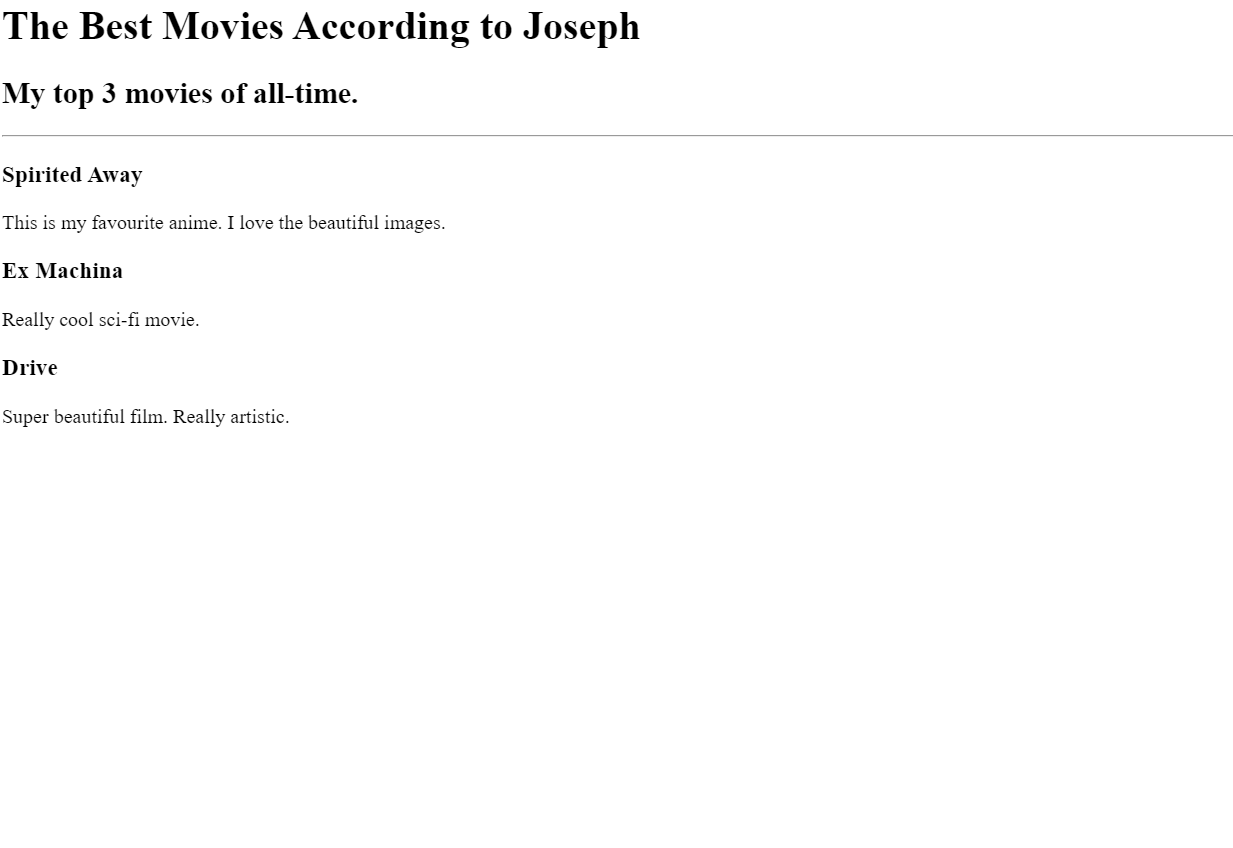 The Best Movies According to Joseph
My top 3 movies of all-time.
Spirited Away
This is my favourite anime. I love the beautiful images.
Ex Machina
Really cool sci-fi movie.
Drive
Super beautiful film. Really artistic.